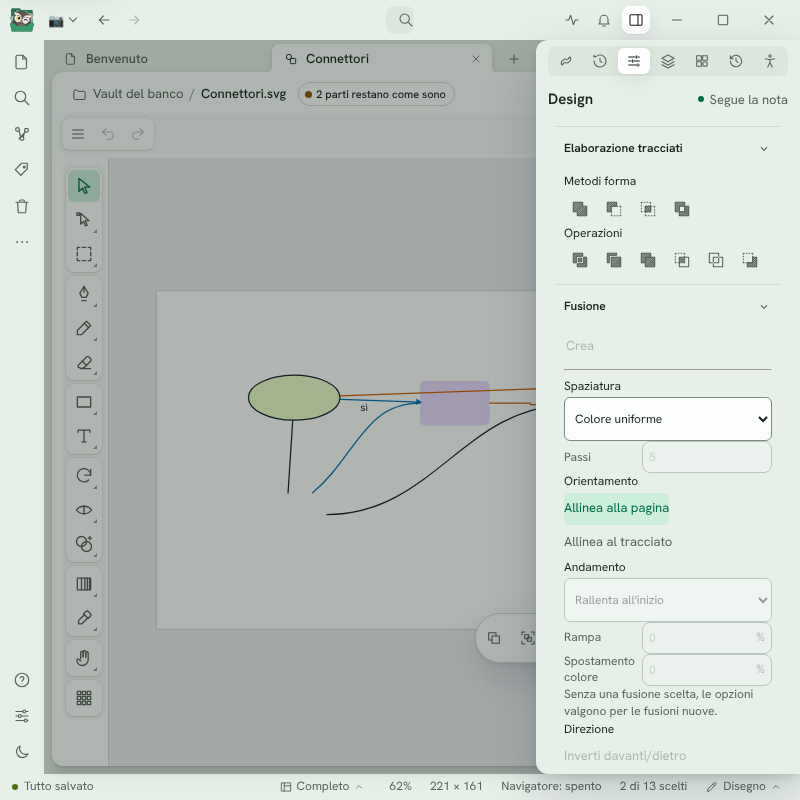 Benvenuto
Connettori
Vault del banco / Connettori.svg
2 parti restano come sono
sì
Design
Segue la nota
Elaborazione tracciati
Metodi forma
Operazioni
Fusione
Crea
Spaziatura
Colore uniforme
Passi
5
Orientamento
Allinea alla pagina
Allinea al tracciato
Andamento
Rallenta all'inizio
Rampa
0 %
Spostamento colore
0 %
Senza una fusione scelta, le opzioni
valgono per le fusioni nuove.
Direzione
Inverti davanti/dietro
Tutto salvato
Completo
62%
221 × 161
Navigatore: spento
2 di 13 scelti
Disegno